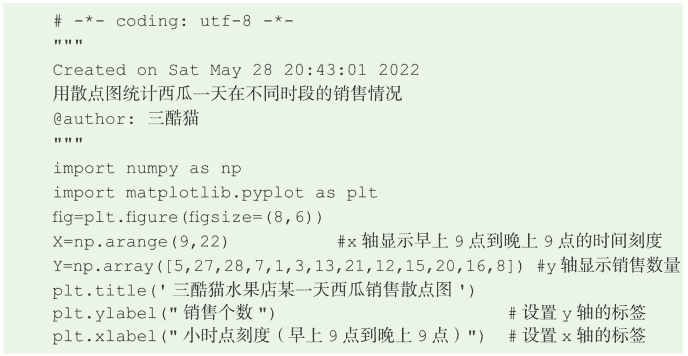 # -*- coding: utf-8 -*-
"""
Created on Sat May 28 20:43:01 2022
用散点图统计西瓜一天在不同时段的销售情况
@author: 三酷猫
"""
import numpy as np
import matplotlib.pyplot as plt
fig=plt.figure(figsize=(8,6))
X=np.arange(9,22) #x 轴显示早上 9 点到晚上 9 点的时间刻度
Y=np.array([5,27,28,7,1,3,13,21,12,15,20,16,8]) #y 轴显示销售数量
plt.title(' 三酷猫水果店某一天西瓜销售散点图 ')
plt.ylabel(" 销售个数 ") # 设置 y 轴的标签
plt.xlabel(" 小时点刻度（早上 9 点到晚上 9 点）") # 设置 x 轴的标签